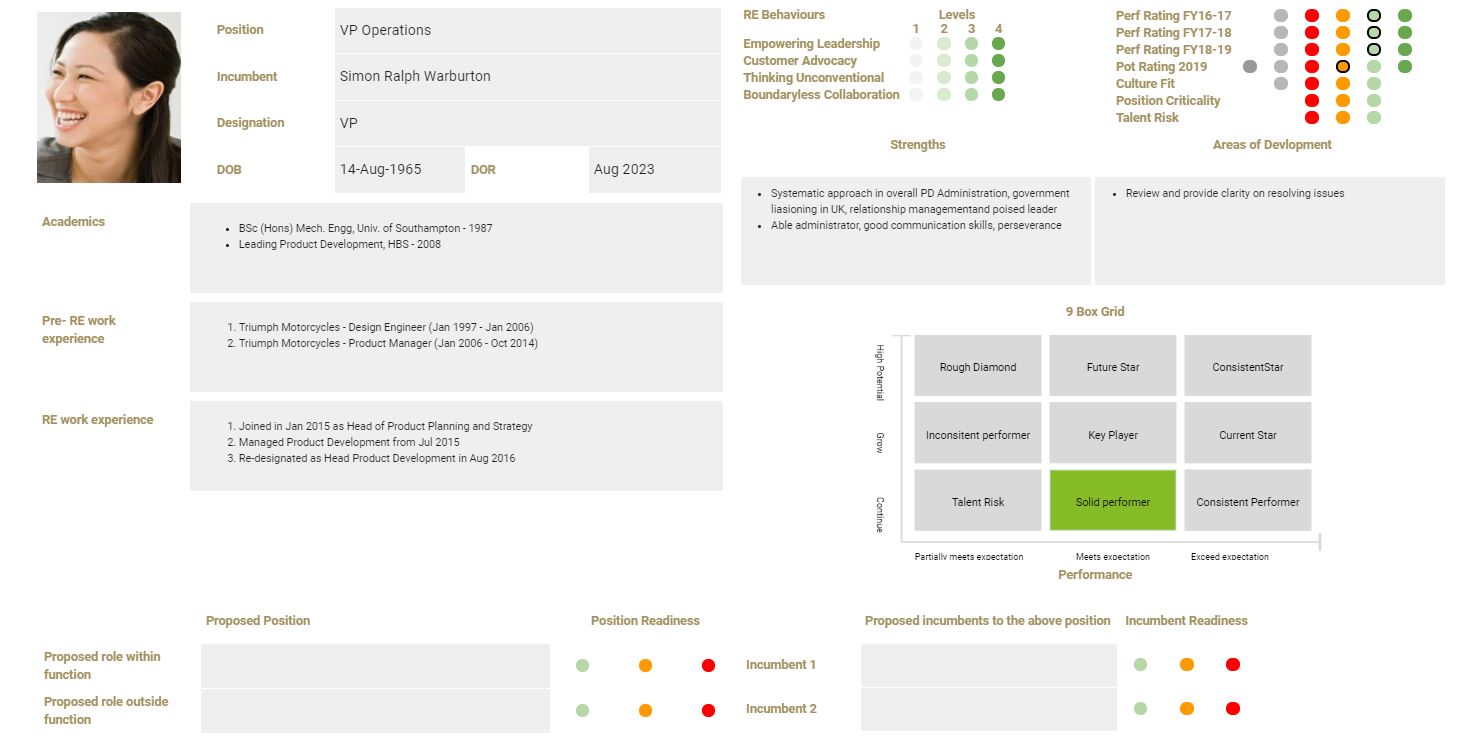 Position
VP Operations
Incumbent
Simon Ralph Warburton
Designation
VP
DOB
14-Aug-1965
DOR
Aug 2023
Academics
BSc (Hons) Mech. Engg, Univ. of Southampton - 1987
Leading Product Development, HBS - 2008
Pre- RE work
experience
1. Triumph Motorcycles - Design Engineer (Jan 1997 - Jan 2006)
2. Triumph Motorcycles - Product Manager (Jan 2006 - Oct 2014)
RE work experience
1. Joined in Jan 2015 as Head of Product Planning and Strategy
2. Managed Product Development from Jul 2015
3. Re-designated as Head Product Development in Aug 2016
RE Behaviours
Levels
1 2 3 4
Empowering Leadership
Customer Advocacy
Thinking Unconventional
Boundaryless Collaboration
Perf Rating FY16-17
Perf Rating FY17-18
Perf Rating FY18-19
Pot Rating 2019
Culture Fit
Position Criticality
Talent Risk
Strengths
Systematic approach in overall PD Administration, government
liasioning in UK, relationship managementand poised leader
Able administrator, good communication skills, perseverance
Areas of Devlopment
Review and provide clarity on resolving issues
9 Box Grid
High Potential
Rough Diamond
Future Star
ConsistentStar
Grow
Inconsitent performer
Key Player
Current Star
Continue
Talent Risk
Solid performer
Consistent Performer
Partially meets expectation
Meets expectation
Exceed expectation
Performance
Proposed Position
Position Readiness
Proposed role within
function
Proposed role outside
function
Proposed incumbents to the above position
Incumbent Readiness
Incumbent 1
Incumbent 2